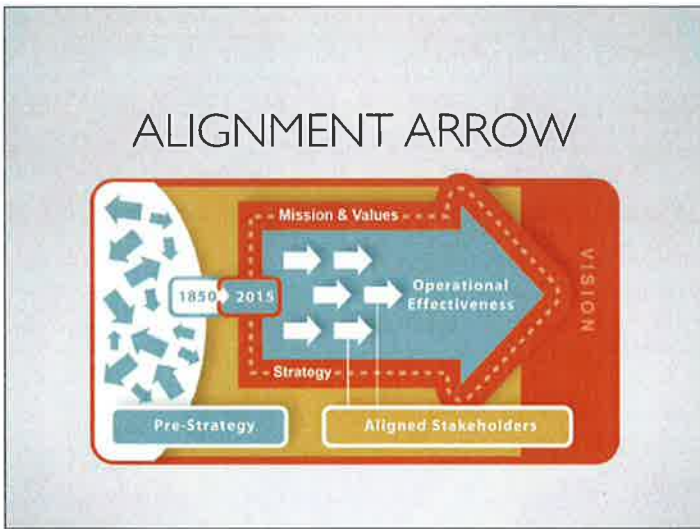 ALIGNMENT ARROW
Mission & Values
1850
2015
Operational
Effectiveness
VISION
Strategy
Pre-Strategy
Aligned Stakeholders